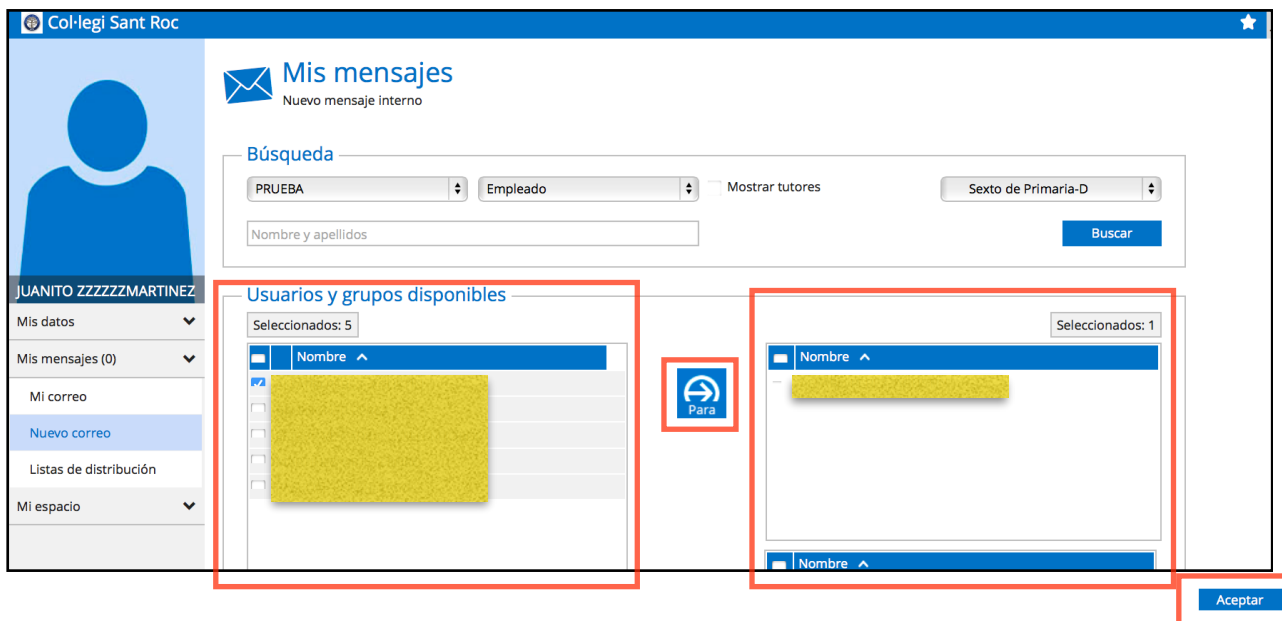 Col·legi Sant Roc
Mis mensajes
Nuevo mensaje interno
Búsqueda
PRUEBA
Empleado
Mostrar tutores
Sexto de Primaria-D
Nombre y apellidos
Buscar
JUANITO ZZZZZZMARTINEZ
Mis datos
Mis mensajes (0)
Mi correo
Nuevo correo
Listas de distribución
Mi espacio
Usuarios y grupos disponibles
Seleccionados: 5
Nombre
Para
Seleccionados: 1
Nombre
Nombre
Aceptar